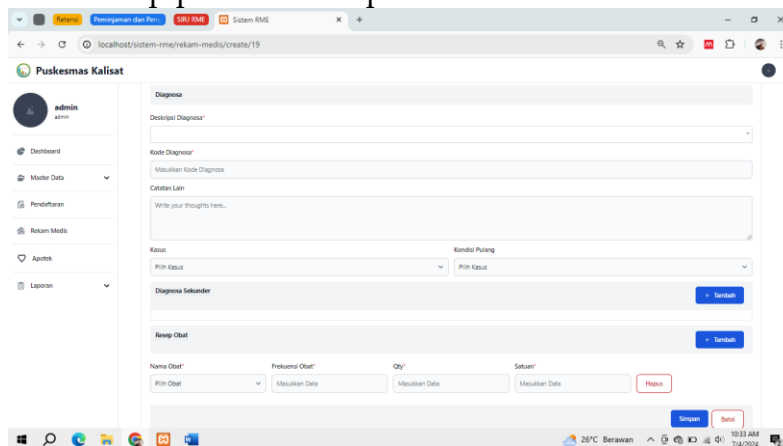 Retensi
Peminjaman dan Peng
SIRU RME
Sistem RME
localhost/sistem-rme/rekam-medis/create/19
Puskesmas Kalisat
admin
admin
Dashboard
Master Data
Pendaftaran
Rekam Medis
Apotek
Laporan
Diagnosa
Deskripsi Diagnosa*
Kode Diagnosa*
Masukkan Kode Diagnosa
Catatan Lain
Write your thoughts here...
Kasus Kondisi Pulang
Pilih Kasus Pilih Kasus
Diagnosa Sekunder + Tambah
Resep Obat + Tambah
Nama Obat* Frekuensi Obat* Qty* Satuan*
Pilih Obat Masukkan Data Masukkan Data Masukkan Data Hapus
Simpan Batal
26°C Berawan 10:33 AM
7/4/2024